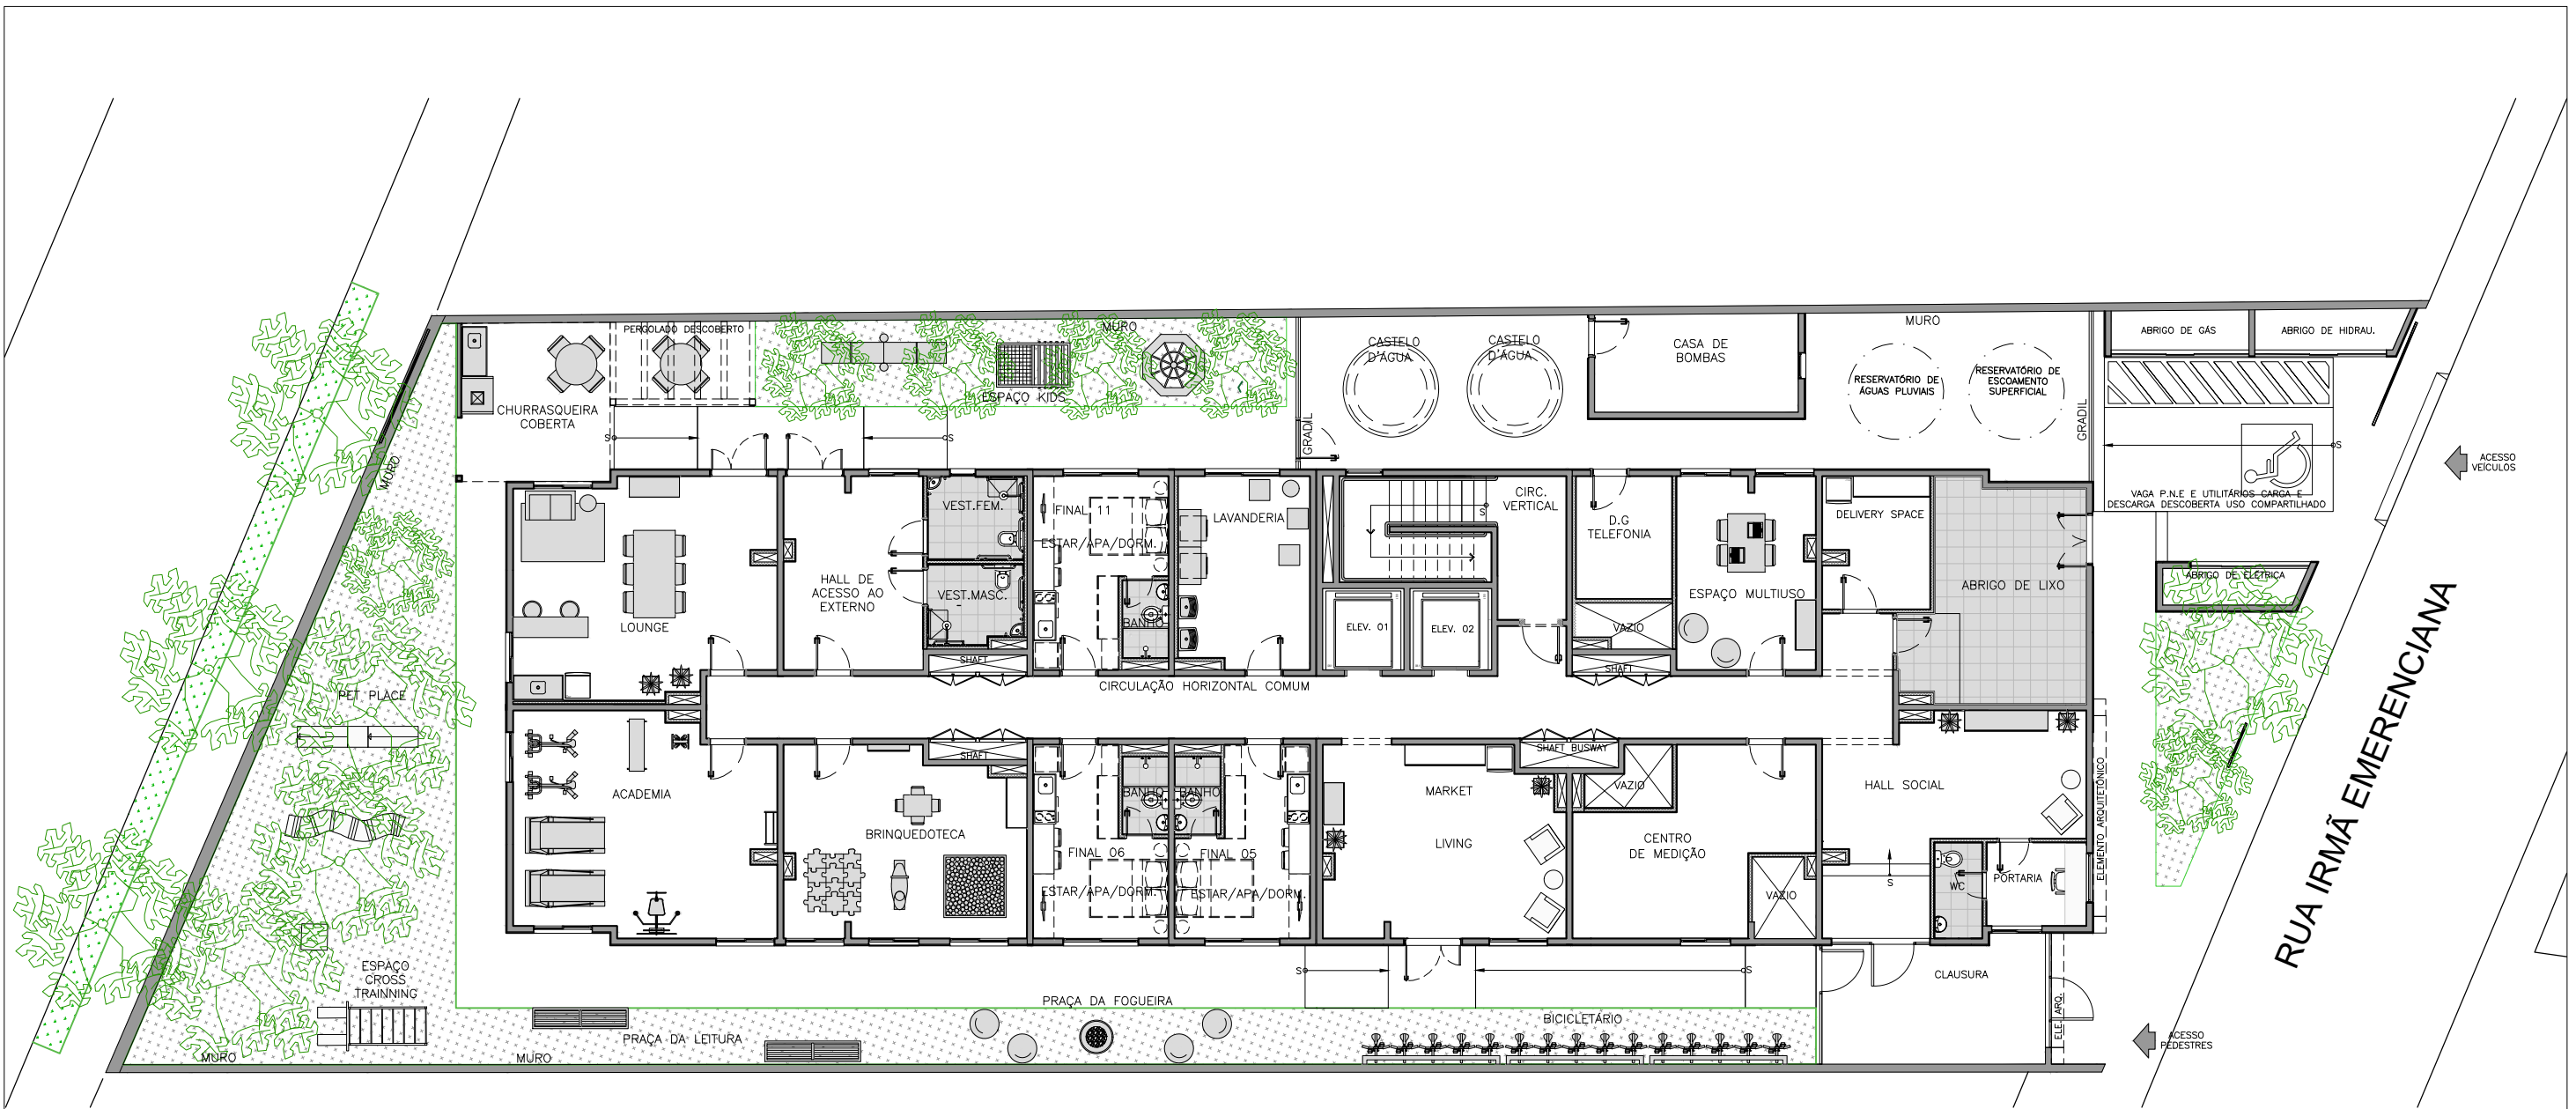 PERGOLADO DESCOBERTO
MURO
CASTELO
D'ÁGUA
CASTELO
D'ÁGUA
CASA DE
BOMBAS
MURO
ABRIGO DE GÁS
ABRIGO DE HIDRAU.
RESERVATÓRIO DE
ÁGUAS PLUVIAIS
RESERVATÓRIO DE
ESCOAMENTO
SUPERFICIAL
CHURRASQUEIRA
COBERTA
ESPAÇO KIDS
GRADIL
GRADIL
S
S
S
MURO
ACESSO
VEÍCULOS
VAGA P.N.E E UTILITÁRIOS CARGA E
DESCARGA DESCOBERTA USO COMPARTILHADO
VEST.FEM.
FINAL 11
ESTAR/APA/DORM.
LAVANDERIA
S
CIRC.
VERTICAL
D.G
TELEFONIA
DELIVERY SPACE
HALL DE
ACESSO AO
EXTERNO
VEST.MASC.
BANHO
ELEV. 01
ELEV. 02
VAZIO
ESPAÇO MULTIUSO
ABRIGO DE LIXO
ABRIGO DE ELÉTRICA
LOUNGE
SHAFT
SHAFT
CIRCULAÇÃO HORIZONTAL COMUM
PET PLACE
RUA IRMÃ EMERENCIANA
SHAFT
SHAFT BUSWAY
ACADEMIA
BANHO
BANHO
MARKET
VAZIO
HALL SOCIAL
ELEMENTO ARQUITETÔNICO
BRINQUEDOTECA
LIVING
CENTRO
DE MEDIÇÃO
FINAL 06
FINAL 05
ESTAR/APA/DORM.
ESTAR/APA/DORM.
VAZIO
S
WC
PORTARIA
ESPAÇO
CROSS
TRAINNING
S
S
CLAUSURA
PRAÇA DA FOGUEIRA
ELE. ARQ.
BICICLETÁRIO
PRAÇA DA LEITURA
MURO
MURO
ACESSO
PEDESTRES